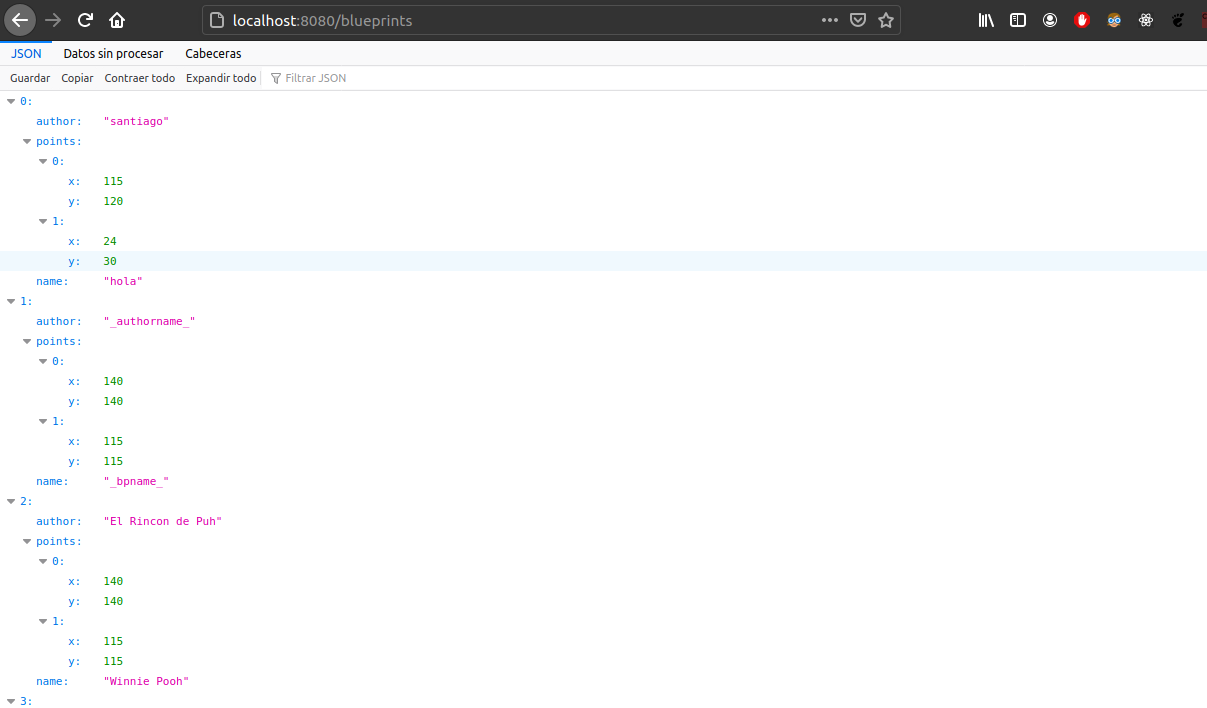 localhost:8080/blueprints
JSON Datos sin procesar Cabeceras
Guardar Copiar Contraer todo Expandir todo Filtrar JSON
0:
author: "santiago"
points:
0:
x: 115
y: 120
1:
x: 24
y: 30
name: "hola"
1:
author: "_authorname_"
points:
0:
x: 140
y: 140
1:
x: 115
y: 115
name: "_bpname_"
2:
author: "El Rincon de Puh"
points:
0:
x: 140
y: 140
1:
x: 115
y: 115
name: "Winnie Pooh"
3: